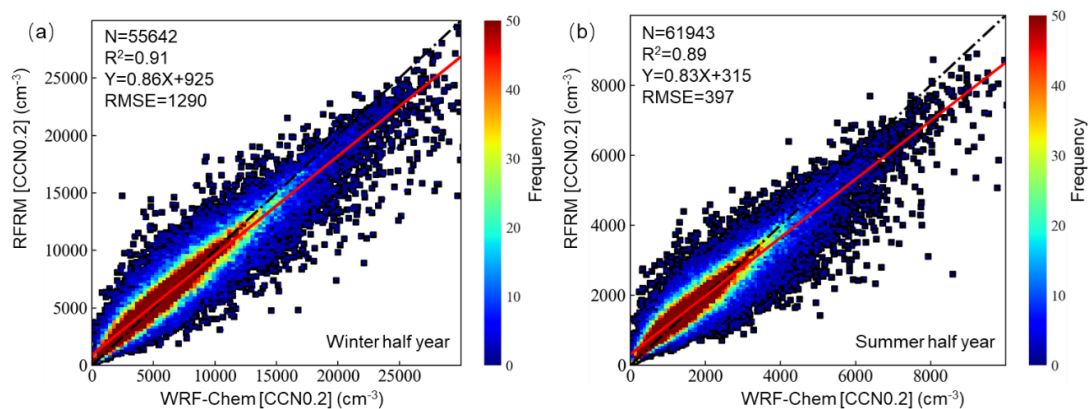 (a)
N=55642
R²=0.91
Y=0.86X+925
RMSE=1290
Winter half year
RFRM [CCN0.2] (cm⁻³)
25000
20000
15000
10000
5000
0
0 5000 10000 15000 20000 25000
WRF-Chem [CCN0.2] (cm⁻³)
50
40
30
20
10
0
Frequency
(b)
N=61943
R²=0.89
Y=0.83X+315
RMSE=397
Summer half year
RFRM [CCN0.2] (cm⁻³)
8000
6000
4000
2000
0
0 2000 4000 6000 8000
WRF-Chem [CCN0.2] (cm⁻³)
50
40
30
20
10
0
Frequency